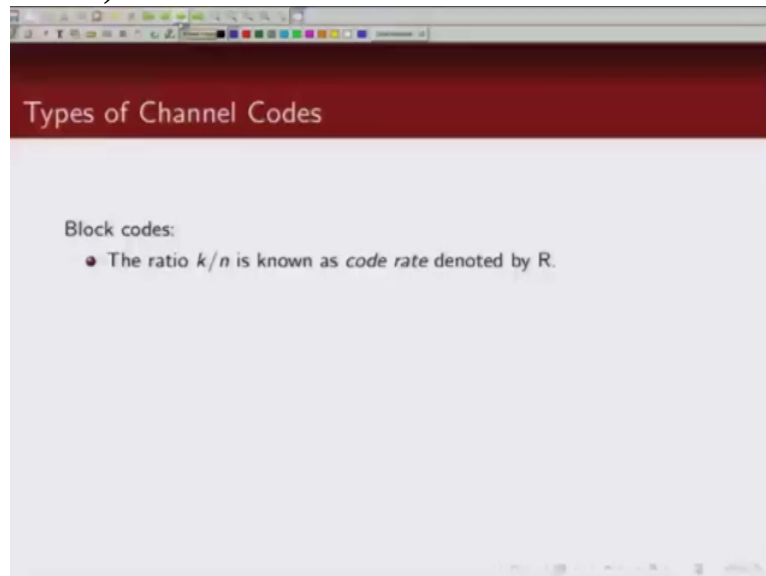 Types of Channel Codes
Block codes:
The ratio k/n is known as code rate denoted by R.